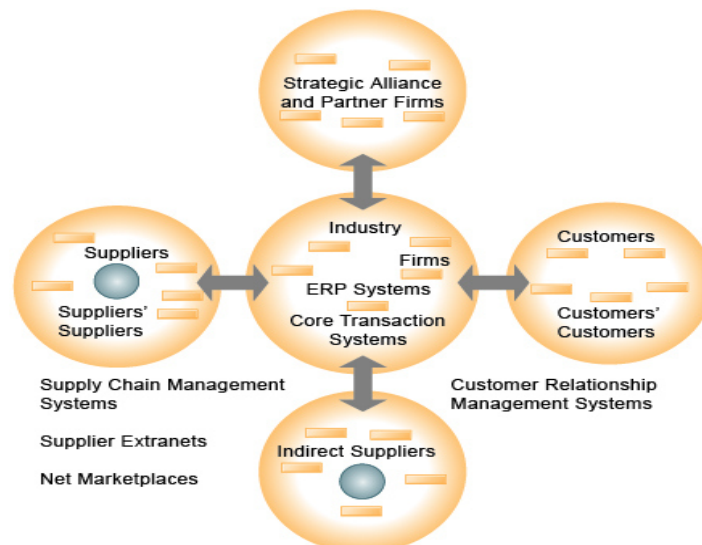 Strategic Alliance
and Partner Firms
Industry
Firms
ERP Systems
Core Transaction
Systems
Suppliers
Suppliers'
Suppliers
Customers
Customers'
Customers
Supply Chain Management
Systems
Supplier Extranets
Net Marketplaces
Customer Relationship
Management Systems
Indirect Suppliers